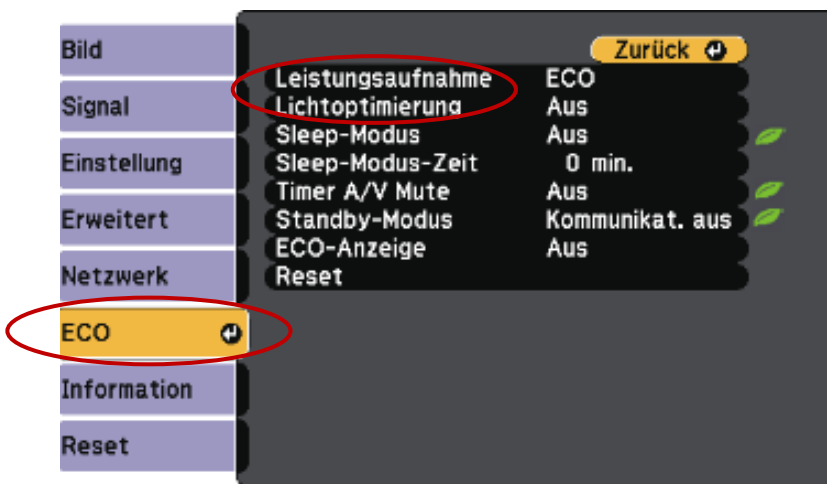 Bild
Signal
Einstellung
Erweitert
Netzwerk
ECO
Information
Reset
Zurück
Leistungsaufnahme ECO
Lichtoptimierung Aus
Sleep-Modus Aus
Sleep-Modus-Zeit 0 min.
Timer A/V Mute Aus
Standby-Modus Kommunikat. aus
ECO-Anzeige Aus
Reset